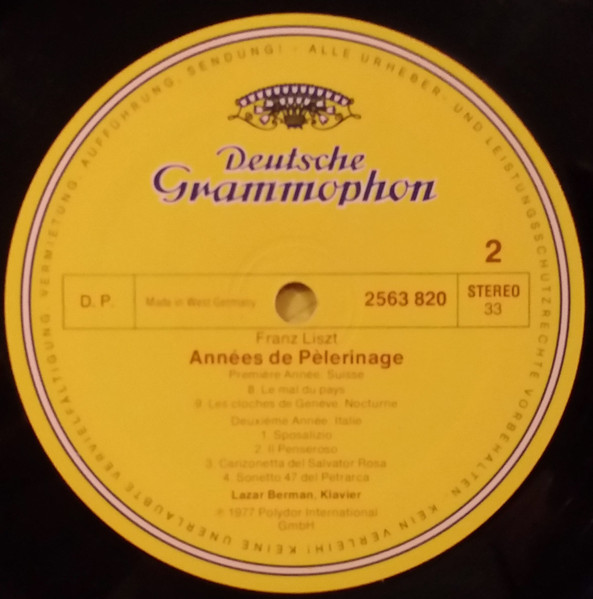 ALLE URHEBER- UND LEISTUNGSSCHUTZRECHTE VORBEHALTEN. KEIN VERLEIH! KEINE UNERLAUBTE VERVIELFÄLTIGUNG, VERMIETUNG, AUFFÜHRUNG, SENDUNG! -
Deutsche
Grammophon
2
D. P.
Made in West Germany
2563 820
STEREO
33
Franz Liszt
Années de Pèlerinage
Première Année: Suisse
8. Le mal du pays
9. Les cloches de Genève: Nocturne
Deuxième Année: Italie
1. Sposalizio
2. Il Penseroso
3. Canzonetta del Salvator Rosa
4. Sonetto 47 del Petrarca
Lazar Berman, Klavier
℗ 1977 Polydor International
GmbH